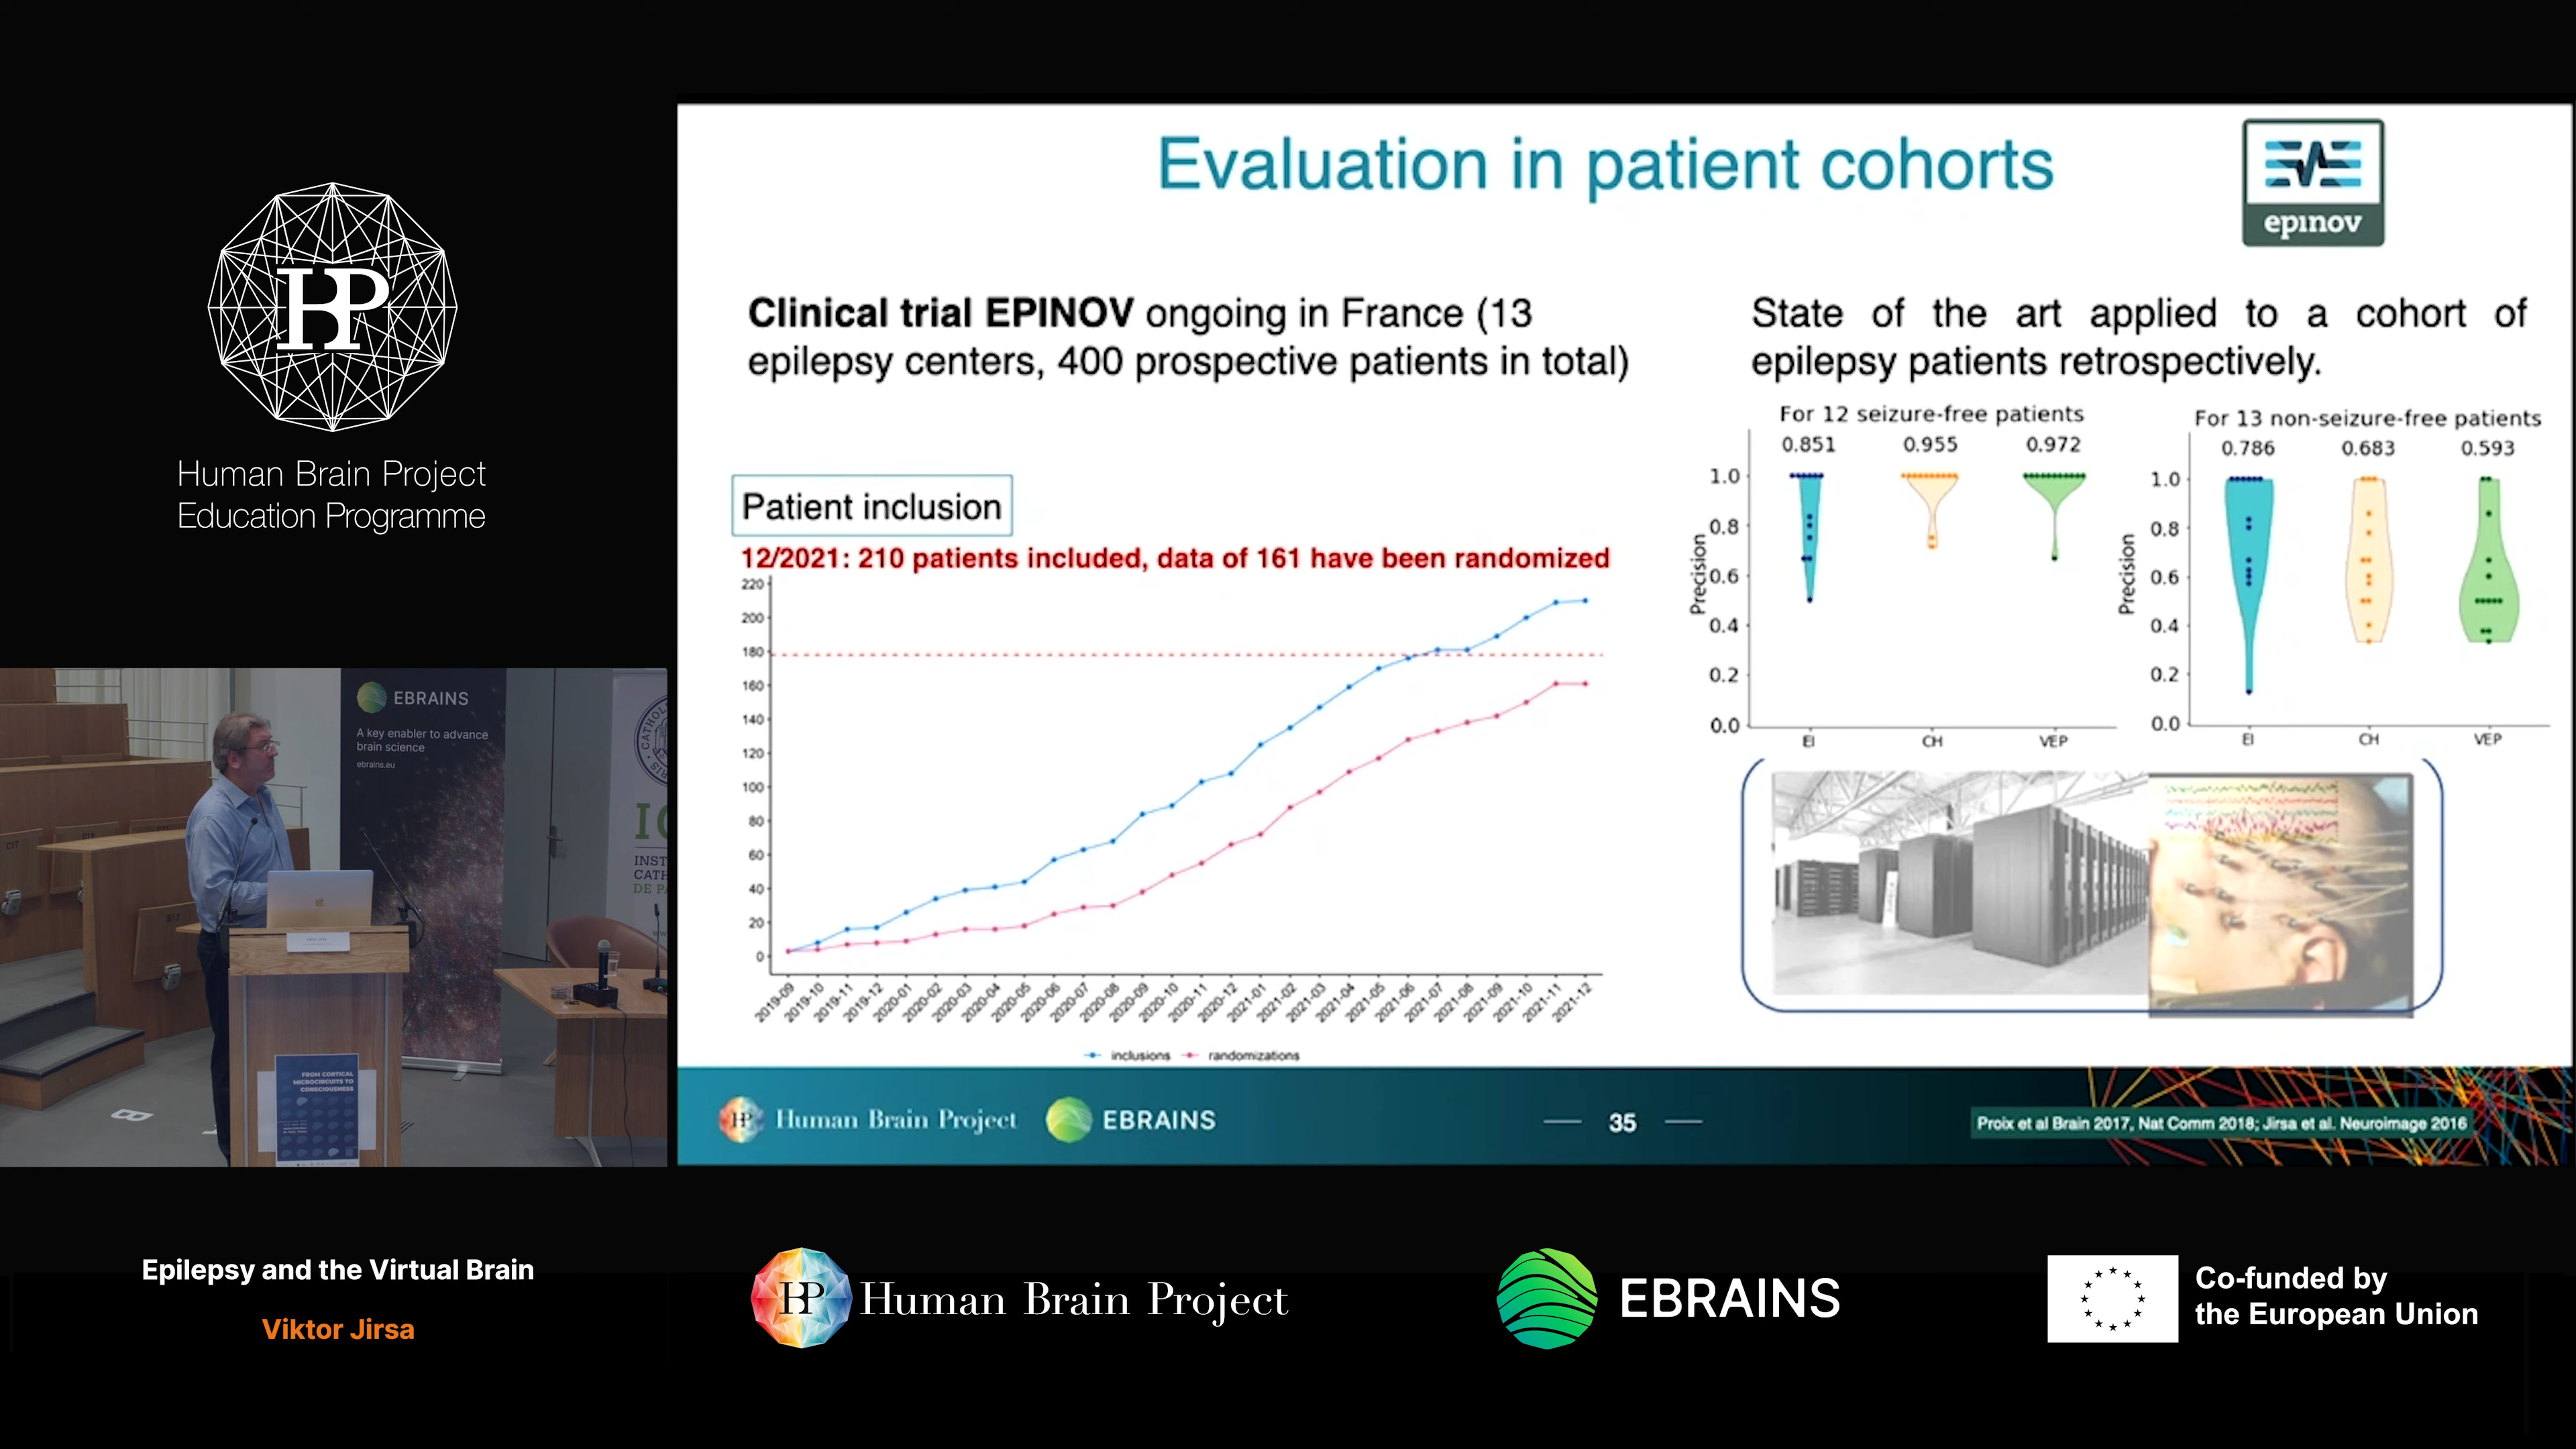 HBP
Human Brain Project
Education Programme
EBRAINS
A key enabler to advance
brain science
ebrains.eu
FROM CORTICAL
MICROCIRCUITS TO
CONSCIOUSNESS
Evaluation in patient cohorts
epinov
Clinical trial EPINOV ongoing in France (13
epilepsy centers, 400 prospective patients in total)
Patient inclusion
12/2021: 210 patients included, data of 161 have been randomized
220
200
180
160
140
120
100
80
60
40
20
0
2019-09
2019-10
2019-11
2019-12
2020-01
2020-02
2020-03
2020-04
2020-05
2020-06
2020-07
2020-08
2020-09
2020-10
2020-11
2020-12
2021-01
2021-02
2021-03
2021-04
2021-05
2021-06
2021-07
2021-08
2021-09
2021-10
2021-11
2021-12
inclusions randomizations
State of the art applied to a cohort of
epilepsy patients retrospectively.
For 12 seizure-free patients
0.851 0.955 0.972
Precision
1.0
0.8
0.6
0.4
0.2
0.0
EI CH VEP
For 13 non-seizure-free patients
0.786 0.683 0.593
Precision
1.0
0.8
0.6
0.4
0.2
0.0
EI CH VEP
Human Brain Project
EBRAINS
35
Proix et al Brain 2017, Nat Comm 2018; Jirsa et al. Neuroimage 2016
Epilepsy and the Virtual Brain
Viktor Jirsa
HBP Human Brain Project
EBRAINS
Co-funded by
the European Union